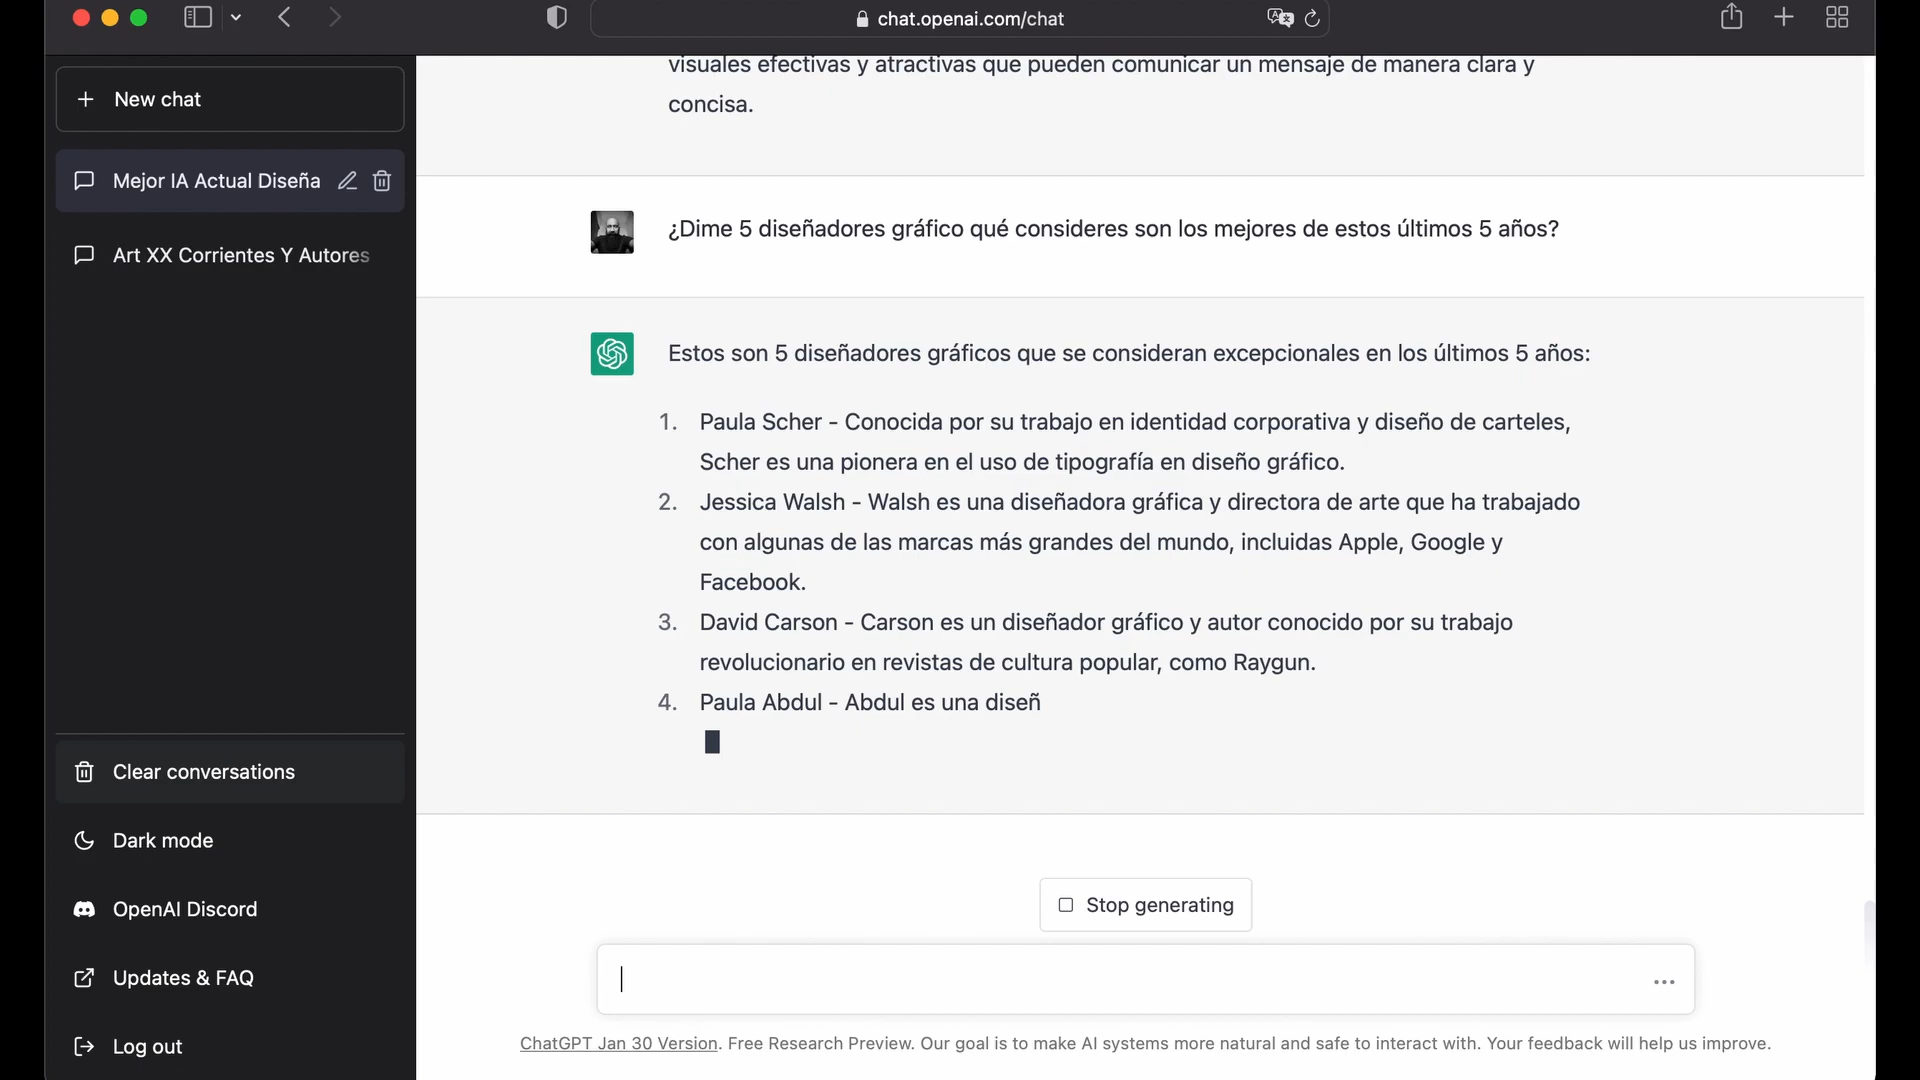 chat.openai.com/chat
New chat
Mejor IA Actual Diseña
Art XX Corrientes Y Autores
Clear conversations
Dark mode
OpenAI Discord
Updates & FAQ
Log out
visuales efectivas y atractivas que pueden comunicar un mensaje de manera clara y
concisa.
¿Dime 5 diseñadores gráfico qué consideres son los mejores de estos últimos 5 años?
Estos son 5 diseñadores gráficos que se consideran excepcionales en los últimos 5 años:
1. Paula Scher - Conocida por su trabajo en identidad corporativa y diseño de carteles,
Scher es una pionera en el uso de tipografía en diseño gráfico.
2. Jessica Walsh - Walsh es una diseñadora gráfica y directora de arte que ha trabajado
con algunas de las marcas más grandes del mundo, incluidas Apple, Google y
Facebook.
3. David Carson - Carson es un diseñador gráfico y autor conocido por su trabajo
revolucionario en revistas de cultura popular, como Raygun.
4. Paula Abdul - Abdul es una diseñ
Stop generating
ChatGPT Jan 30 Version. Free Research Preview. Our goal is to make AI systems more natural and safe to interact with. Your feedback will help us improve.